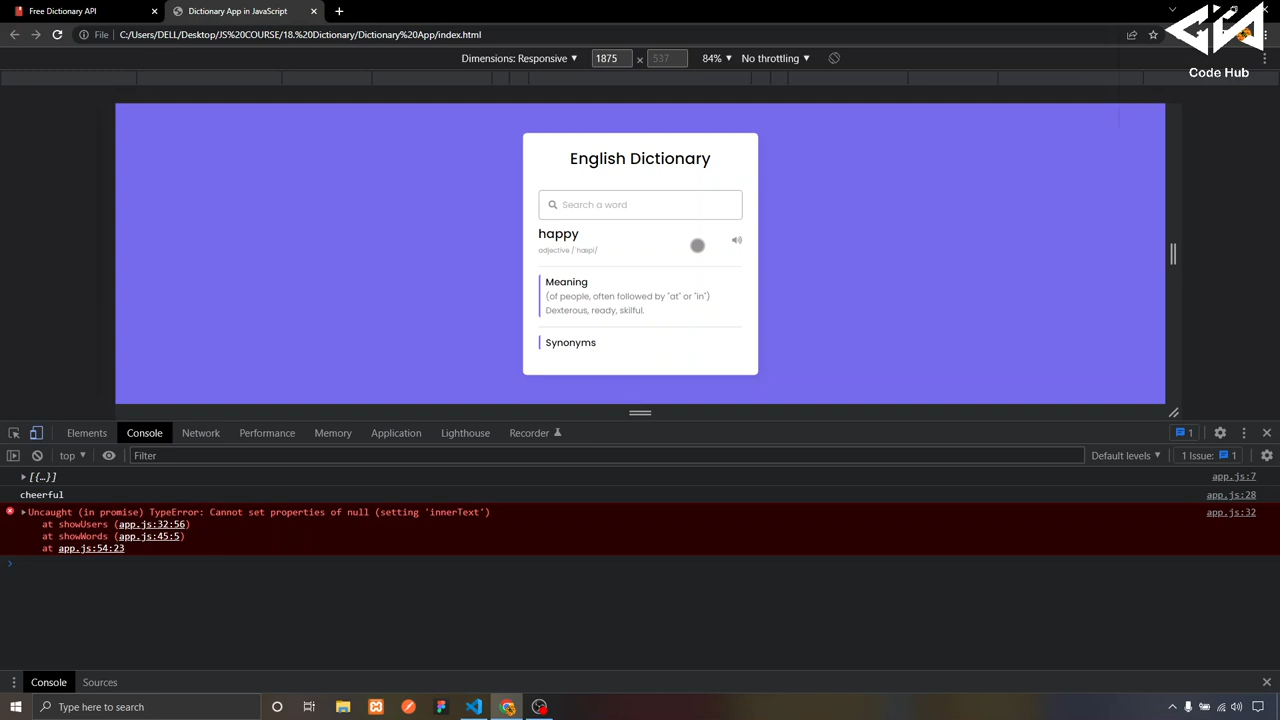 Free Dictionary API
Dictionary App in JavaScript
File C:/Users/DELL/Desktop/JS%20COURSE/18.%20Dictionary/Dictionary%20App/index.html
Code Hub
Dimensions: Responsive 1875 × 537 84% No throttling
English Dictionary
Search a word
happy
adjective /ˈhæpi/
Meaning
(of people, often followed by "at" or "in")
Dexterous, ready, skilful.
Synonyms
Elements Console Network Performance Memory Application Lighthouse Recorder 1
top Filter Default levels 1 Issue: 1
[{…}] app.js:7
cheerful app.js:28
Uncaught (in promise) TypeError: Cannot set properties of null (setting 'innerText') app.js:32
at showUsers (app.js:32:56)
at showWords (app.js:45:5)
at app.js:54:23
Console Sources
Type here to search